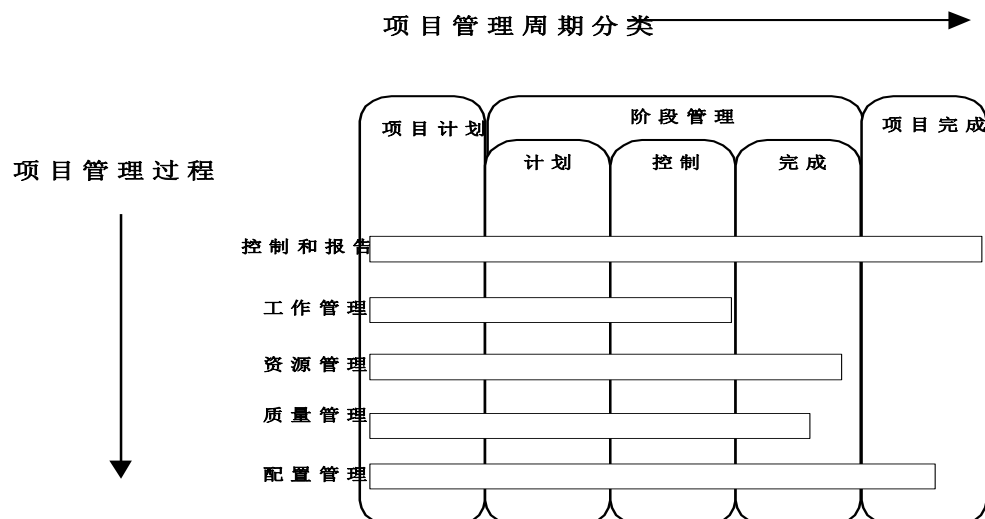 项目管理周期分类
项目计划
阶段管理
项目完成
计划
控制
完成
项目管理过程
控制和报告
工作管理
资源管理
质量管理
配置管理